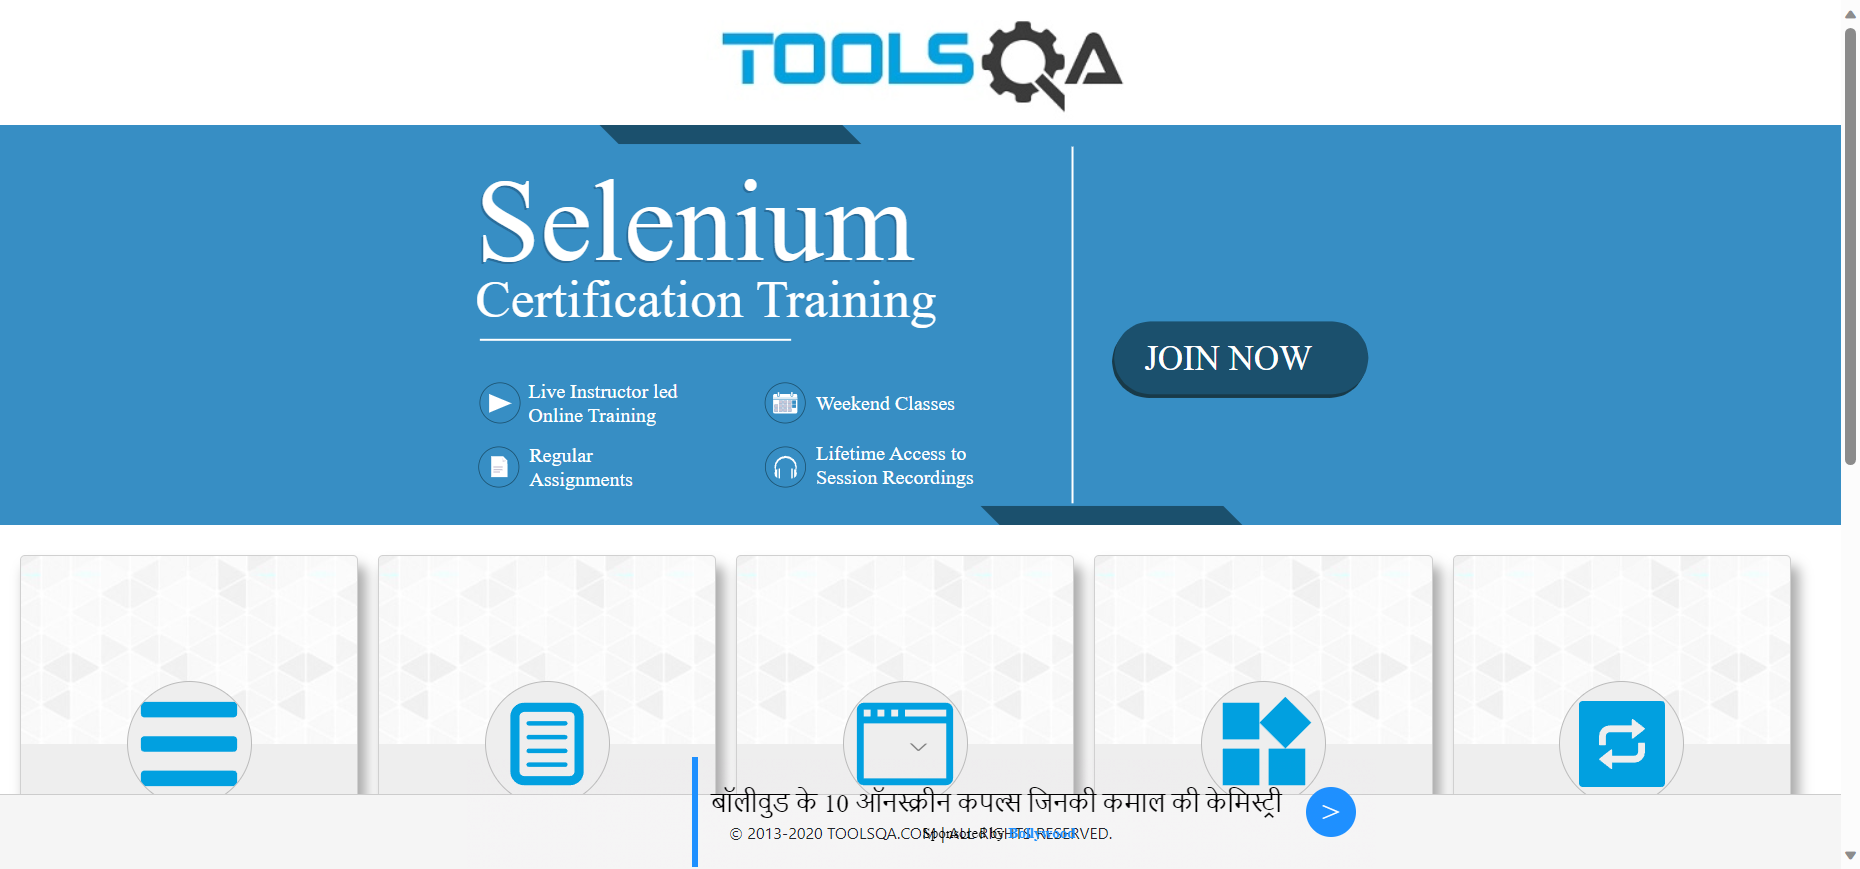 TOOLSQA
Selenium
Certification Training
JOIN NOW
Live Instructor led
Online Training
Weekend Classes
Regular
Assignments
Lifetime Access to
Session Recordings
बॉलीवुड के 10 ऑनस्क्रीन कपल्स जिनकी कमाल की केमिस्ट्री
>
© 2013-2020 TOOLSQA.COM | ALL RIGHTS RESERVED.
Sponsored by Bollywood